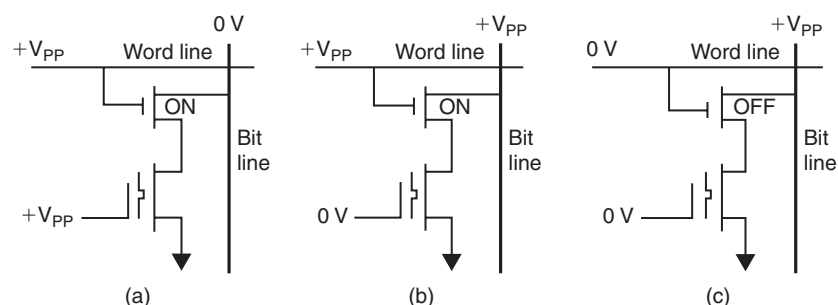 0 V
+VPP Word line
ON
Bit
line
+VPP
(a)
+VPP
+VPP Word line
ON
Bit
line
0 V
(b)
+VPP
0 V Word line
OFF
Bit
line
0 V
(c)